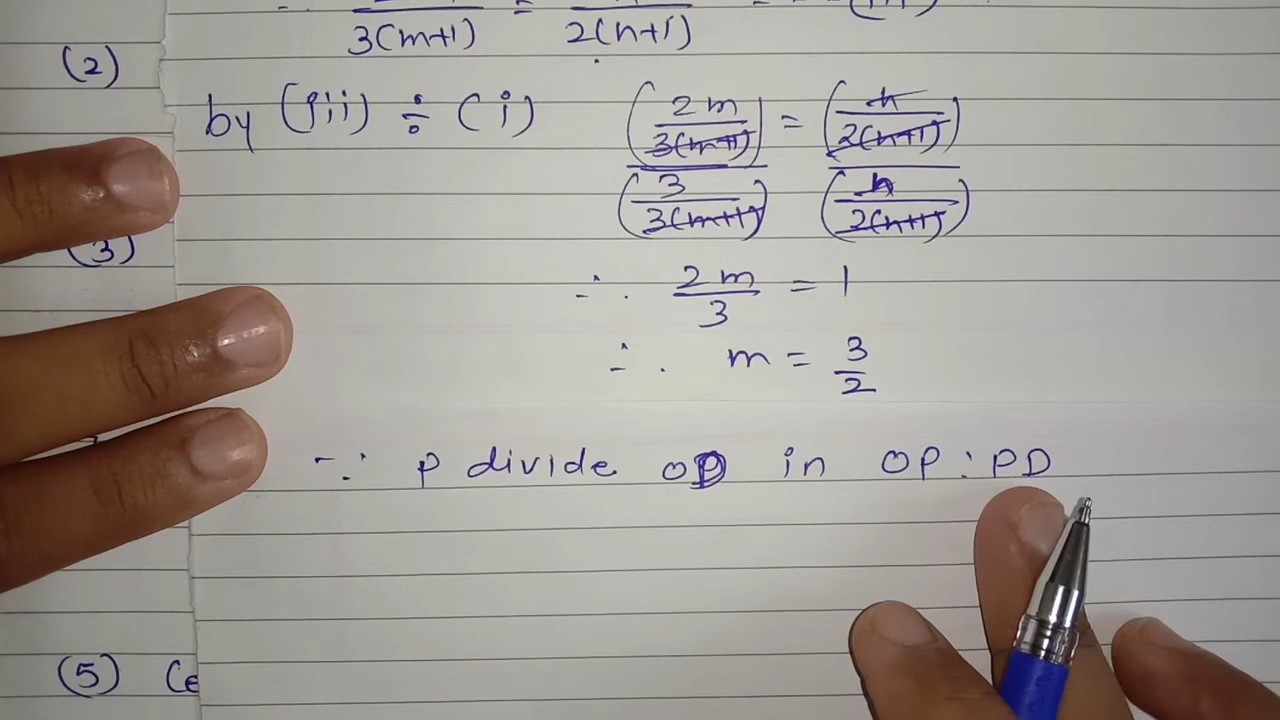 3(m+1) = 2(n+1)
(2)
by (iii) ÷ (i) (2m/3(m+1)) / (3/3(m+1)) = (n/2(n+1)) / (n/2(n+1))
(3)
∴ 2m/3 = 1
∴ m = 3/2
∵ P divide OD in OP : PD
(5) (e